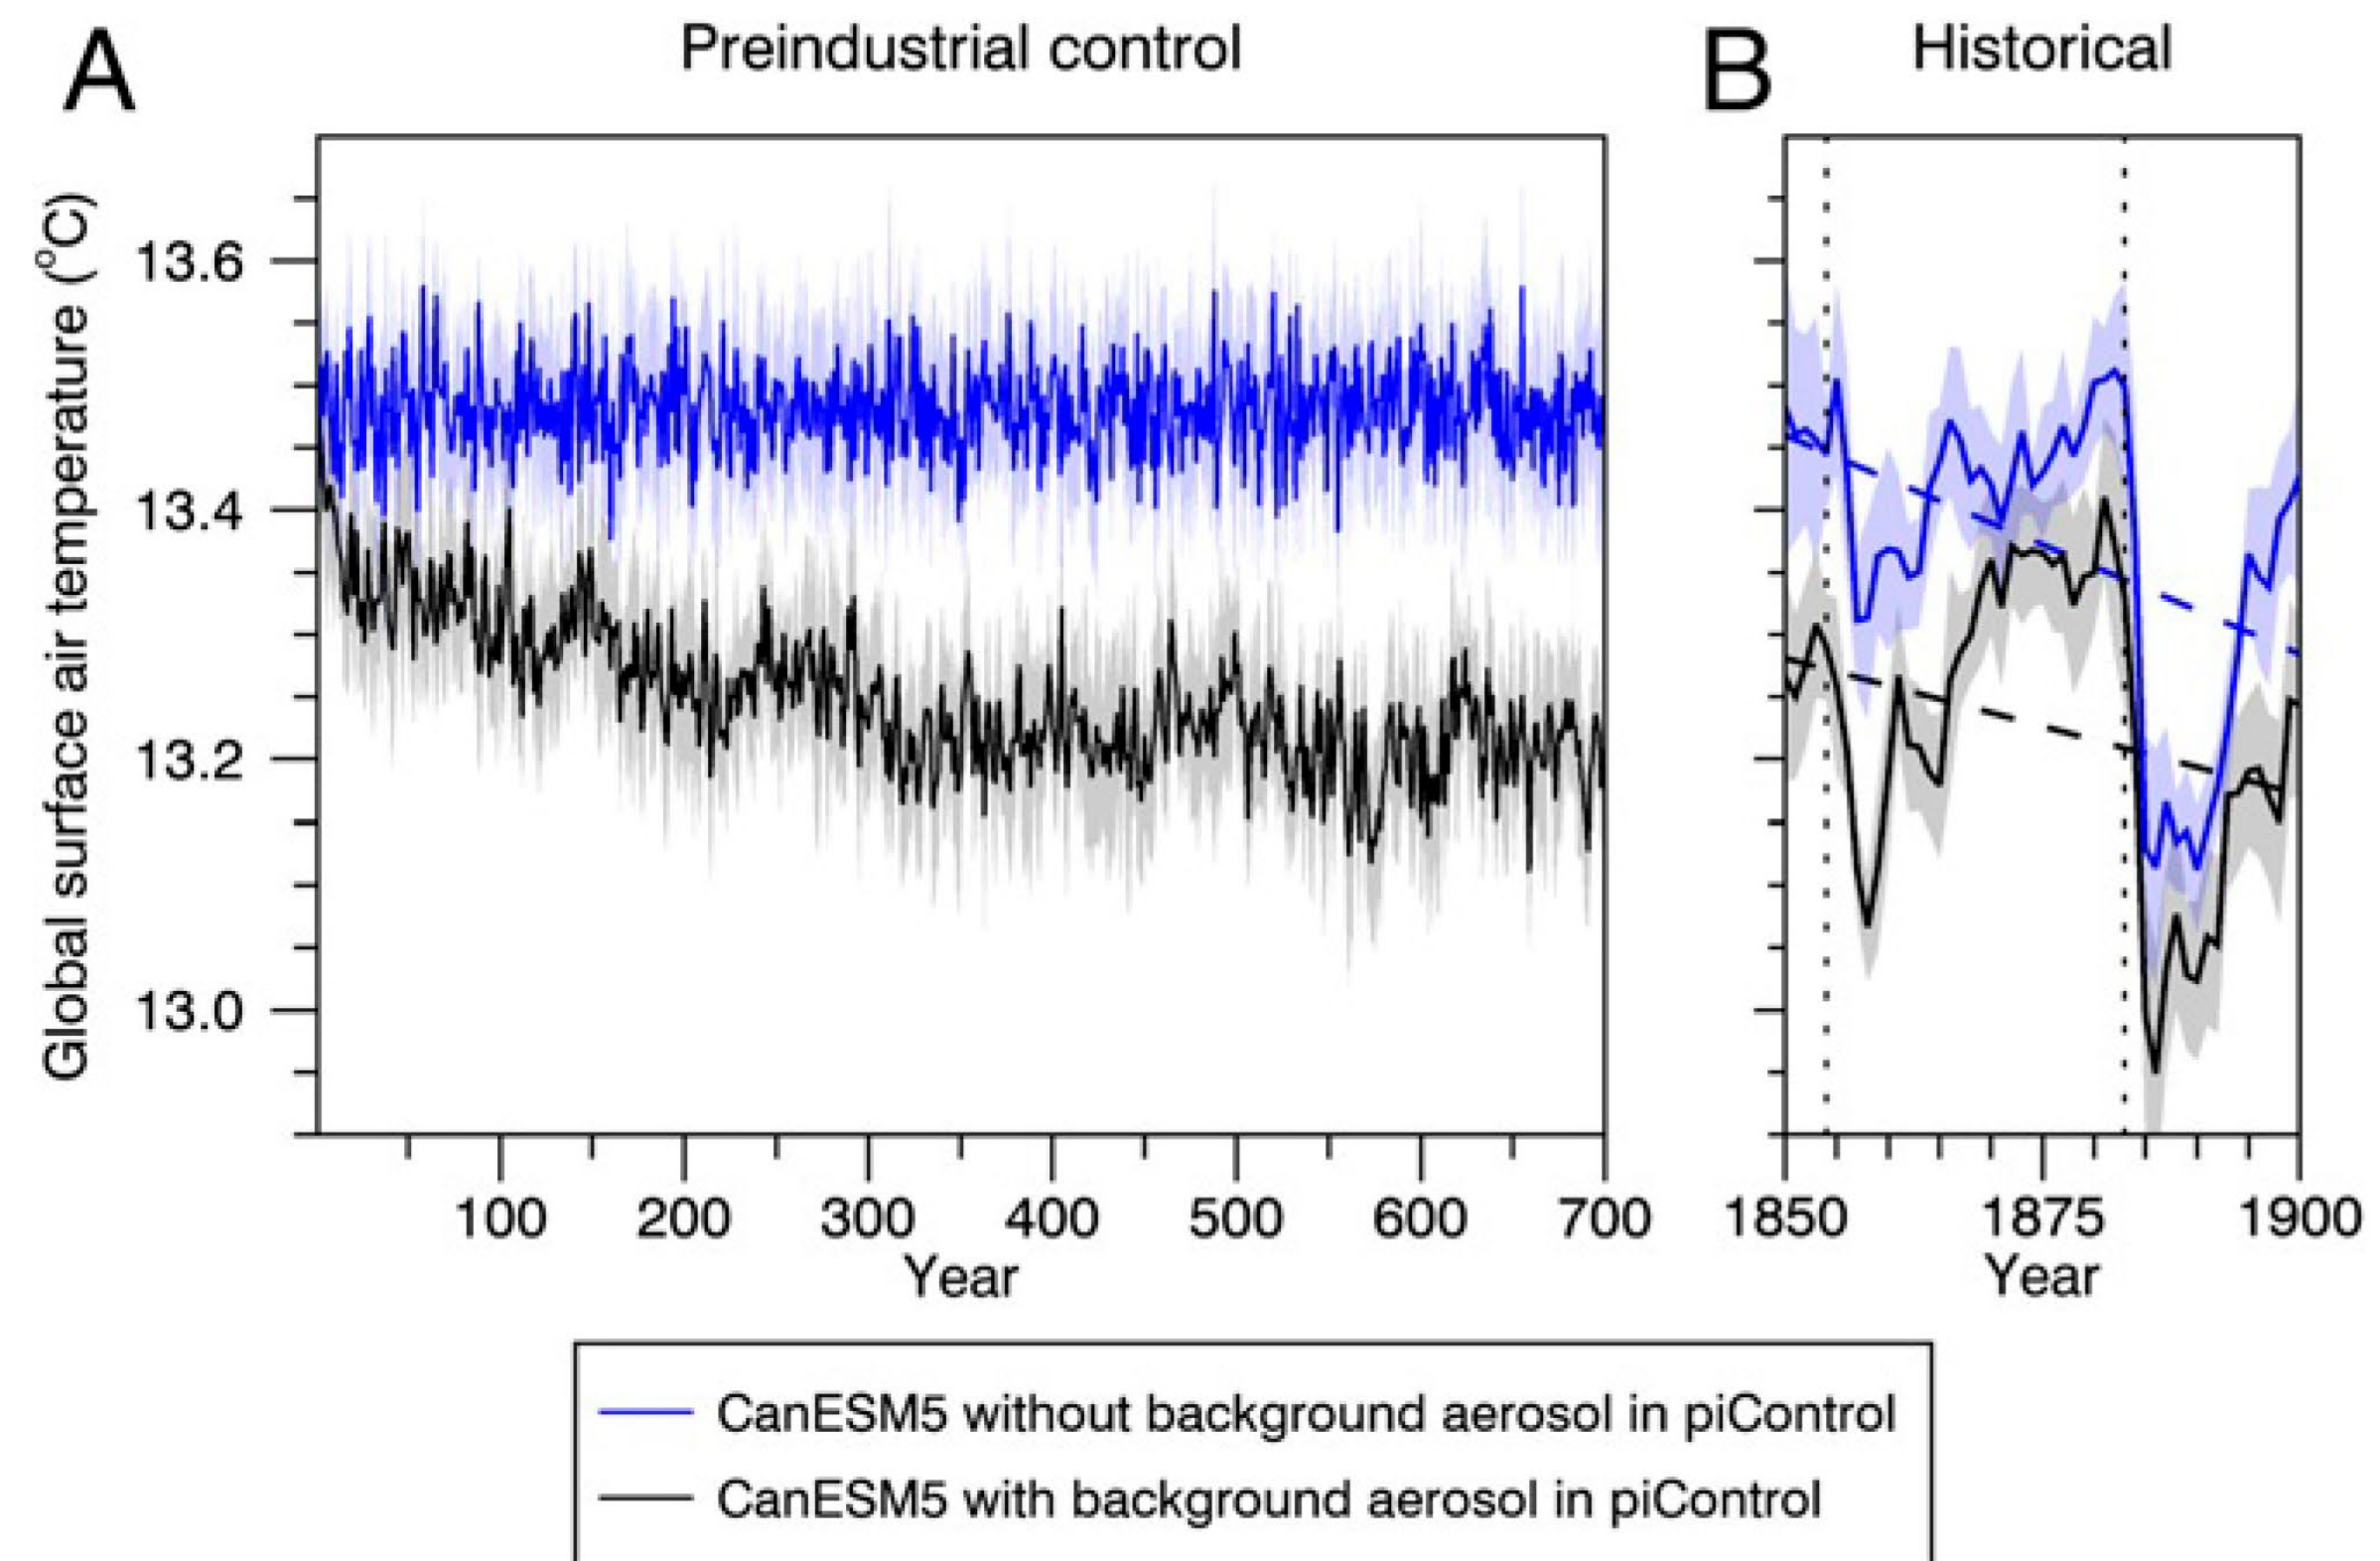 A
Preindustrial control
B
Historical
Global surface air temperature (°C)
13.6
13.4
13.2
13.0
100
200
300
400
500
600
700
Year
1850
1875
1900
Year
CanESM5 without background aerosol in piControl
CanESM5 with background aerosol in piControl